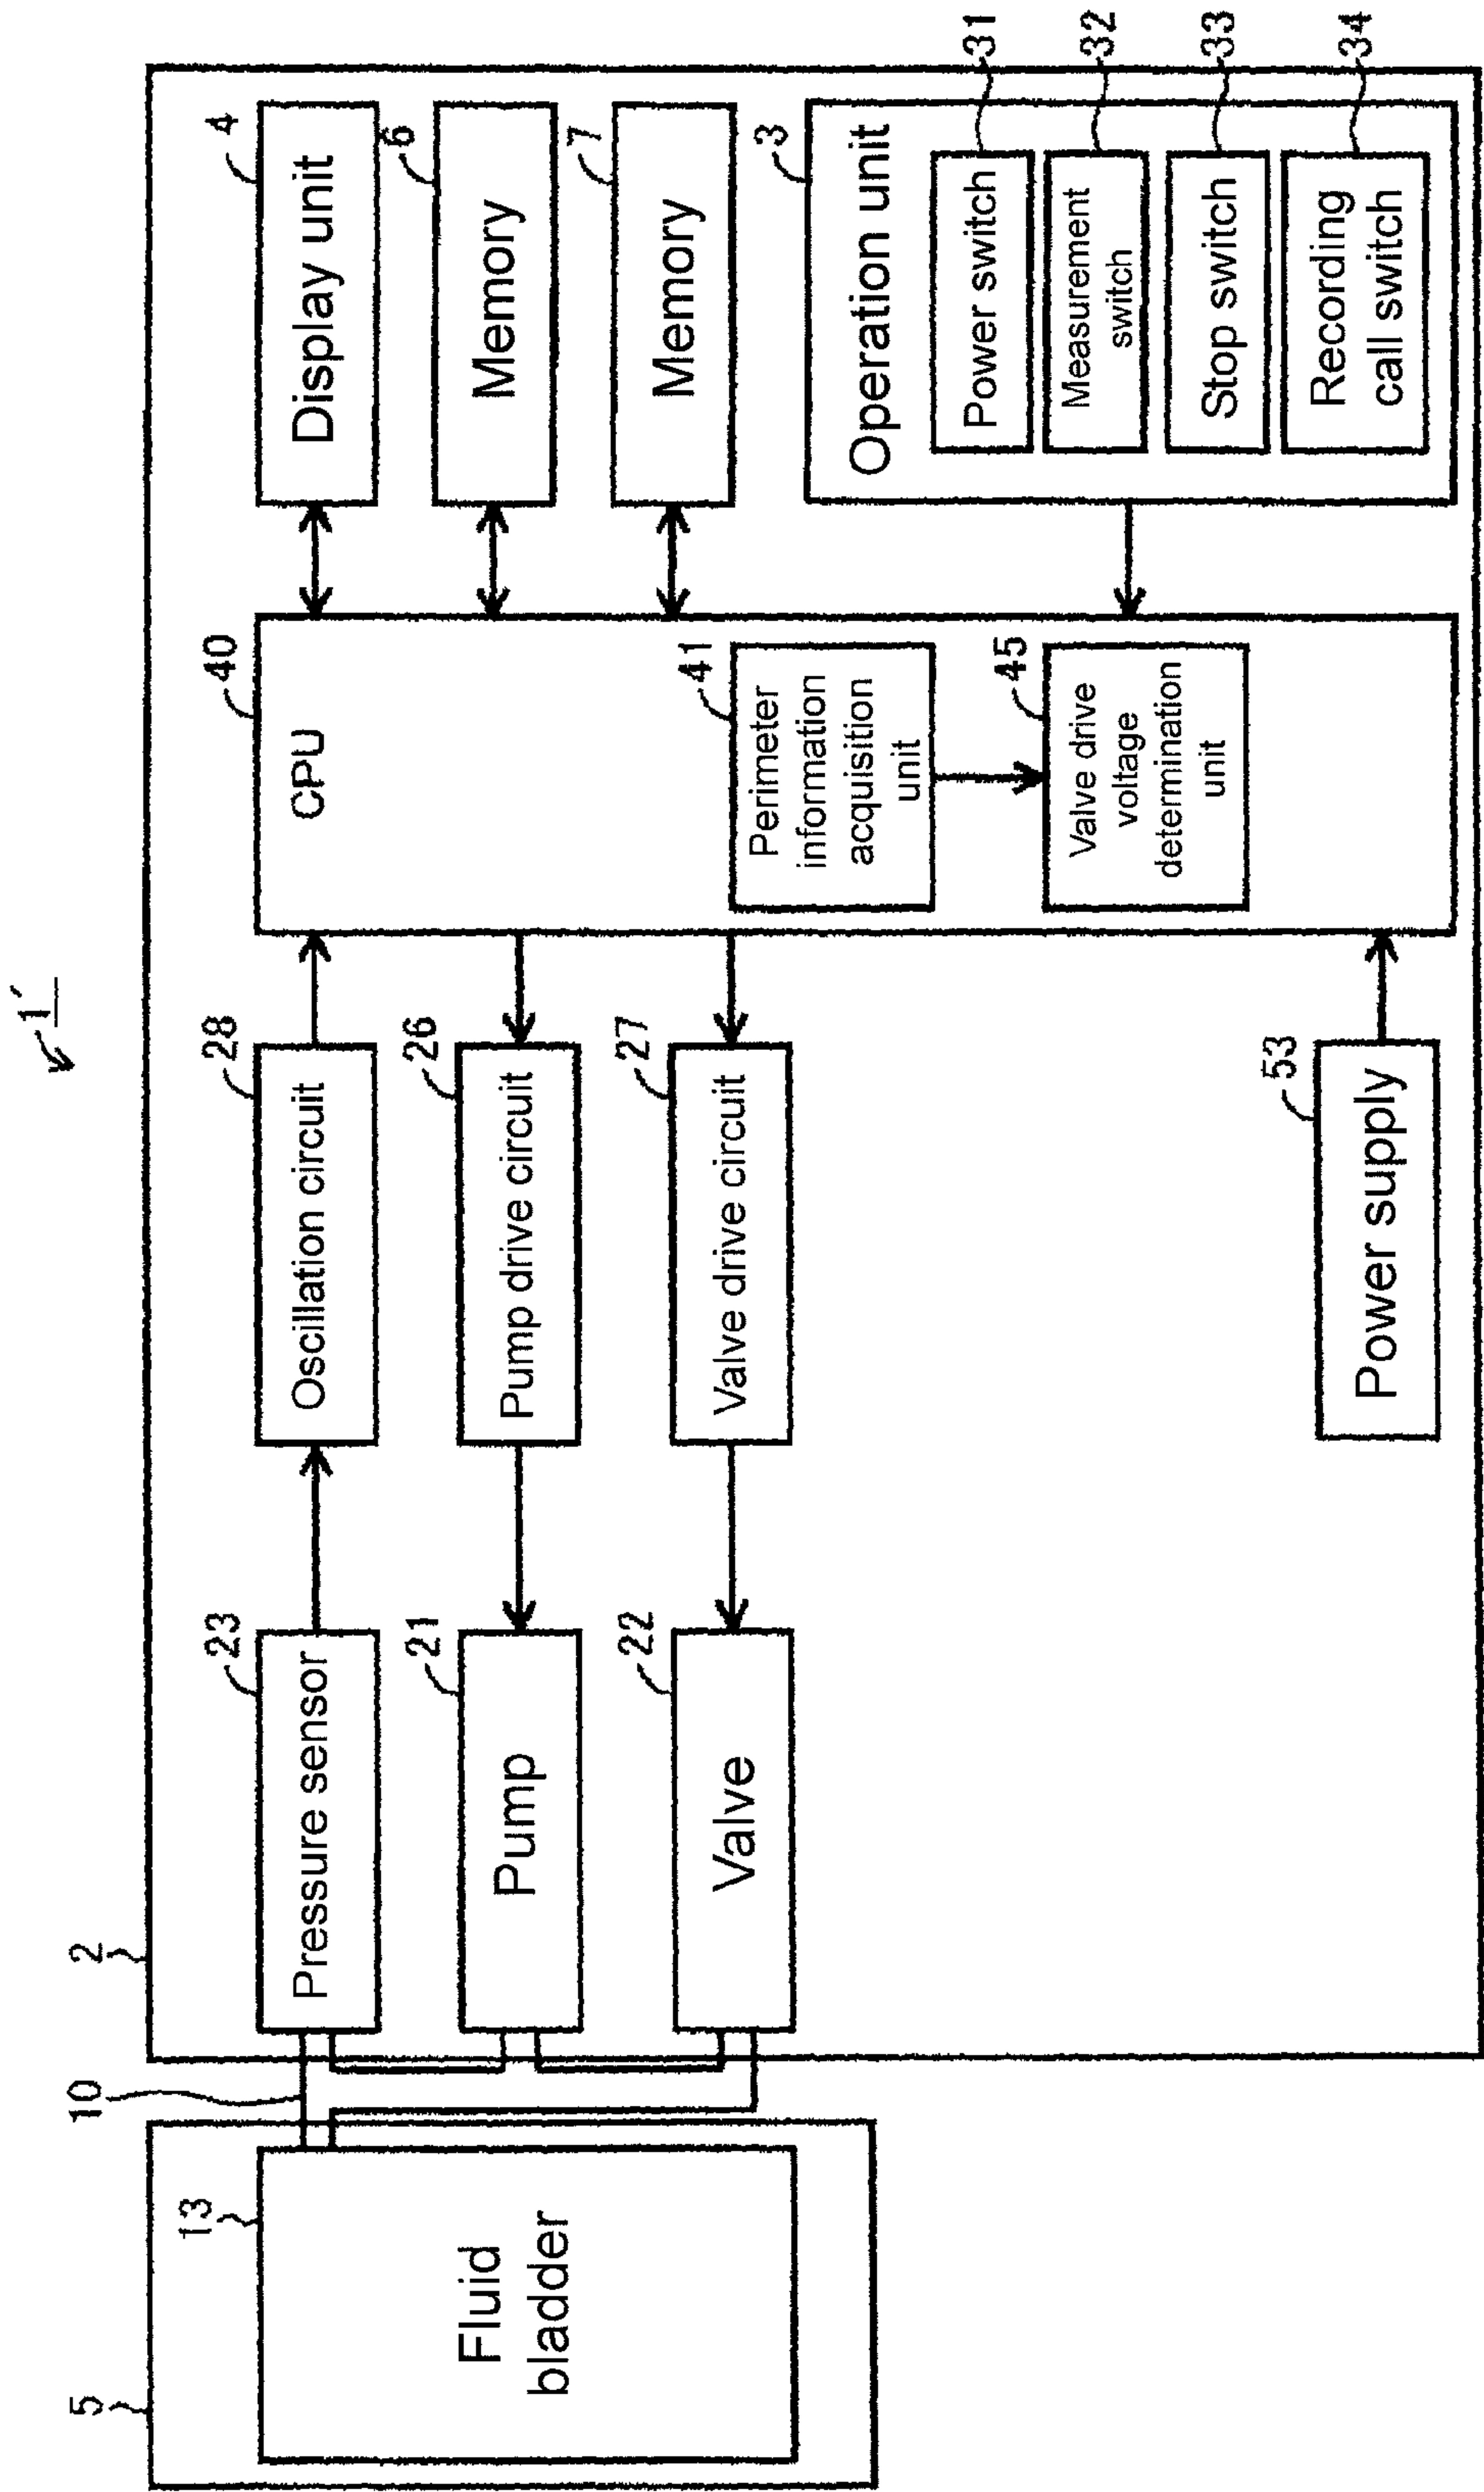 1′
2
5
13
Fluid
bladder
10
23
Pressure sensor
21
Pump
22
Valve
28
Oscillation circuit
26
Pump drive circuit
27
Valve drive circuit
53
Power supply
40
CPU
41
Perimeter
information
acquisition
unit
45
Valve drive
voltage
determination
unit
4
Display unit
6
Memory
7
Memory
3
Operation unit
Power switch
31
Measurement
switch
32
Stop switch
33
Recording
call switch
34